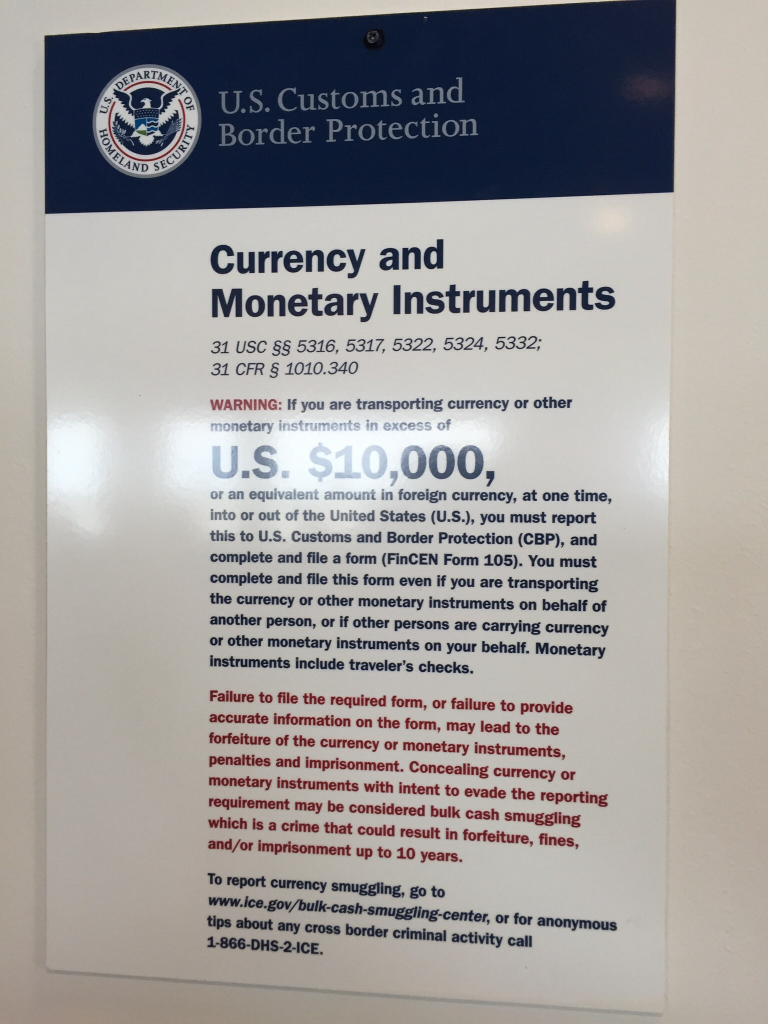 U.S. DEPARTMENT OF
HOMELAND SECURITY
U.S. Customs and
Border Protection
Currency and
Monetary Instruments
31 USC §§ 5316, 5317, 5322, 5324, 5332;
31 CFR § 1010.340
WARNING: If you are transporting currency or other
monetary instruments in excess of
U.S. $10,000,
or an equivalent amount in foreign currency, at one time,
into or out of the United States (U.S.), you must report
this to U.S. Customs and Border Protection (CBP), and
complete and file a form (FinCEN Form 105). You must
complete and file this form even if you are transporting
the currency or other monetary instruments on behalf of
another person, or if other persons are carrying currency
or other monetary instruments on your behalf. Monetary
instruments include traveler's checks.
Failure to file the required form, or failure to provide
accurate information on the form, may lead to the
forfeiture of the currency or monetary instruments,
penalties and imprisonment. Concealing currency or
monetary instruments with intent to evade the reporting
requirement may be considered bulk cash smuggling
which is a crime that could result in forfeiture, fines,
and/or imprisonment up to 10 years.
To report currency smuggling, go to
www.ice.gov/bulk-cash-smuggling-center, or for anonymous
tips about any cross border criminal activity call
1-866-DHS-2-ICE.